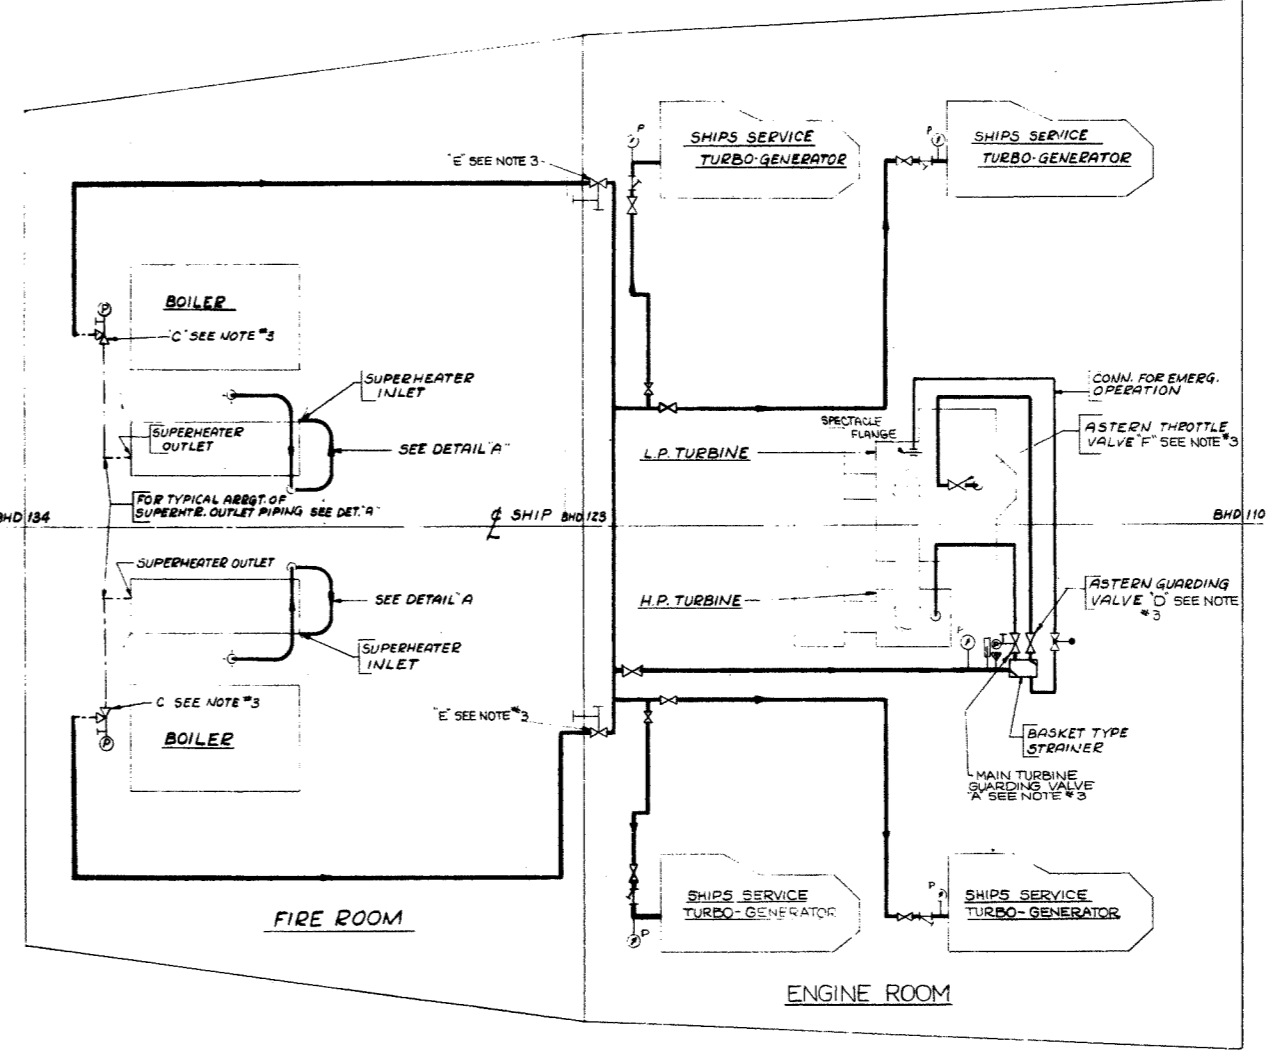 P
SHIPS SERVICE
TURBO-GENERATOR
P
SHIPS SERVICE
TURBO-GENERATOR
"E" SEE NOTE 3
BOILER
P
"C" SEE NOTE #3
SUPERHEATER
INLET
SUPERHEATER
OUTLET
SEE DETAIL "A"
FOR TYPICAL ARRGT. OF
SUPERHTR. OUTLET PIPING SEE DET. "A"
CONN. FOR EMERG.
OPERATION
SPECTACLE
FLANGE
ASTERN THROTTLE
VALVE "F" SEE NOTE #3
L.P. TURBINE
BHD 134
℄ SHIP
BHD 123
BHD 110
SUPERHEATER OUTLET
SEE DETAIL "A
H.P. TURBINE
ASTERN GUARDING
VALVE "D" SEE NOTE
#3
SUPERHEATER
INLET
P
C SEE NOTE #3
P
BOILER
"E" SEE NOTE #3
BASKET TYPE
STRAINER
MAIN TURBINE
GUARDING VALVE
"A" SEE NOTE #3
SHIPS SERVICE
TURBO-GENERATOR
P
P
SHIPS SERVICE
TURBO-GENERATOR
FIRE ROOM
ENGINE ROOM